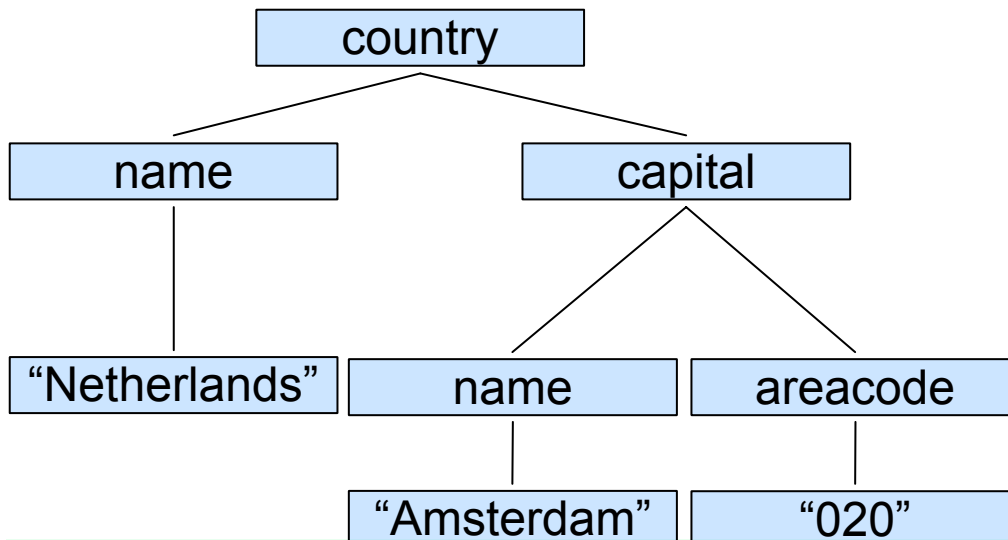 country
name
capital
“Netherlands”
name
areacode
“Amsterdam”
“020”